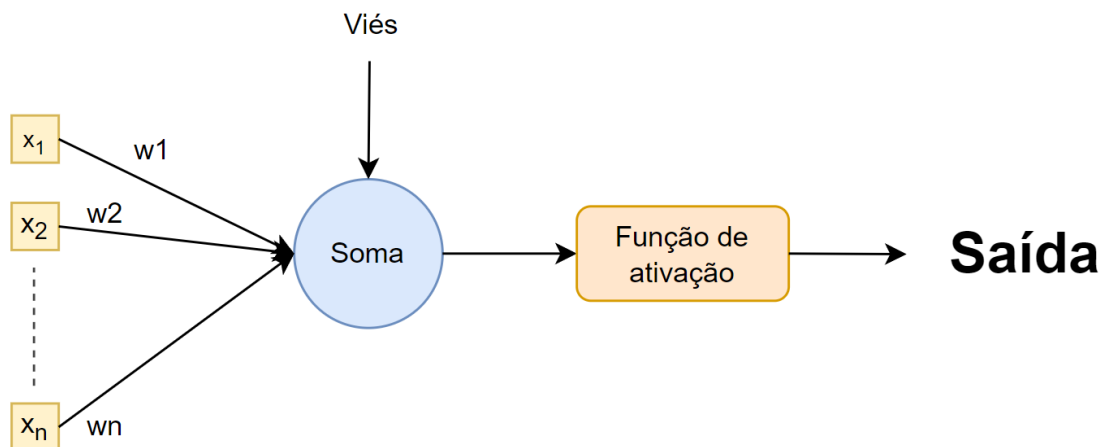 Viés
x1
w1
x2
w2
Soma
Função de
ativação
Saída
xn
wn